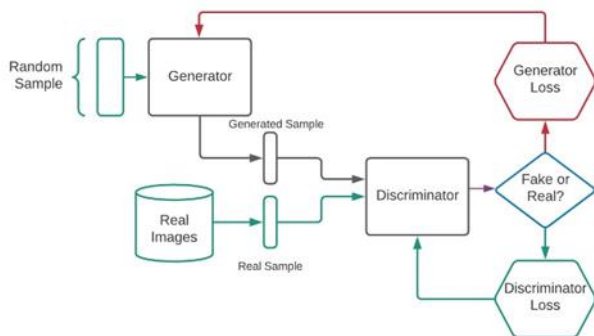 Random
Sample
Generator
Generator
Loss
Generated Sample
Discriminator
Fake or
Real?
Real
Images
Real Sample
Discriminator
Loss